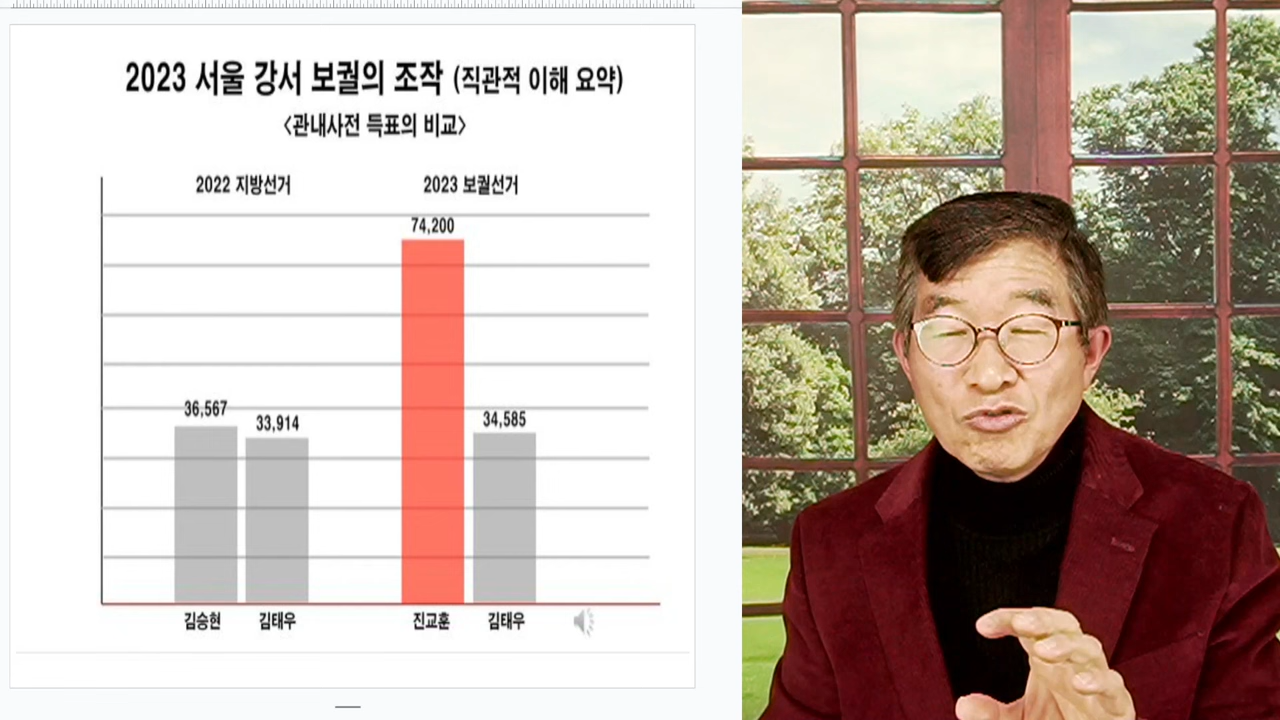 2023 서울 강서 보궐의 조작 (직관적 이해 요약)
〈관내사전 득표의 비교〉
2022 지방선거
2023 보궐선거
74,200
36,567
33,914
34,585
김승현
김태우
진교훈
김태우